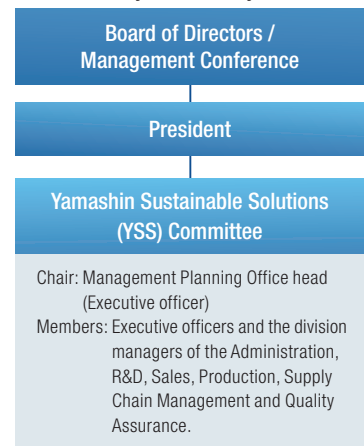 Board of Directors /
Management Conference
President
Yamashin Sustainable Solutions
(YSS) Committee
Chair: Management Planning Office head
(Executive officer)
Members: Executive officers and the division
managers of the Administration,
R&D, Sales, Production, Supply
Chain Management and Quality
Assurance.